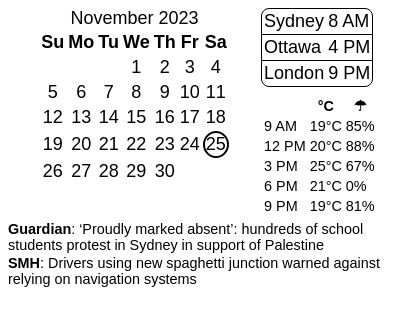 November 2023
Su Mo Tu We Th Fr Sa
1 2 3 4
5 6 7 8 9 10 11
12 13 14 15 16 17 18
19 20 21 22 23 24 25
26 27 28 29 30
Sydney 8 AM
Ottawa 4 PM
London 9 PM
°C ☂
9 AM 19°C 85%
12 PM 20°C 88%
3 PM 25°C 67%
6 PM 21°C 0%
9 PM 19°C 81%
Guardian: ‘Proudly marked absent’: hundreds of school
students protest in Sydney in support of Palestine
SMH: Drivers using new spaghetti junction warned against
relying on navigation systems